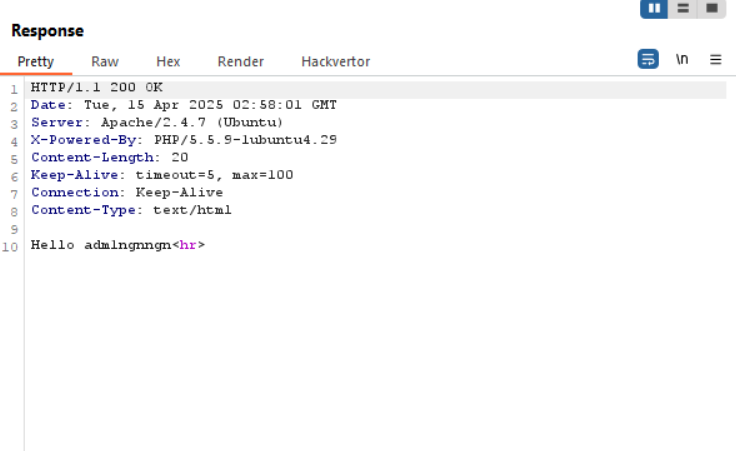 Response
Pretty Raw Hex Render Hackvertor \n
1 HTTP/1.1 200 OK
2 Date: Tue, 15 Apr 2025 02:58:01 GMT
3 Server: Apache/2.4.7 (Ubuntu)
4 X-Powered-By: PHP/5.5.9-1ubuntu4.29
5 Content-Length: 20
6 Keep-Alive: timeout=5, max=100
7 Connection: Keep-Alive
8 Content-Type: text/html
9
10 Hello admlngnngn<hr>